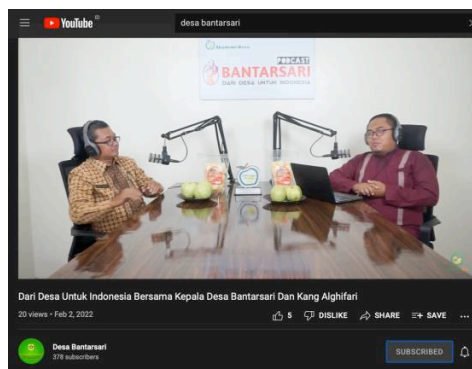 YouTube ID
desa bantarsari
PODCAST
BANTARSARI
DARI DESA UNTUK INDONESIA
Dari Desa Untuk Indonesia Bersama Kepala Desa Bantarsari Dan Kang Alghifari
20 views • Feb 2, 2022
5 DISLIKE SHARE SAVE
Desa Bantarsari
378 subscribers
SUBSCRIBED